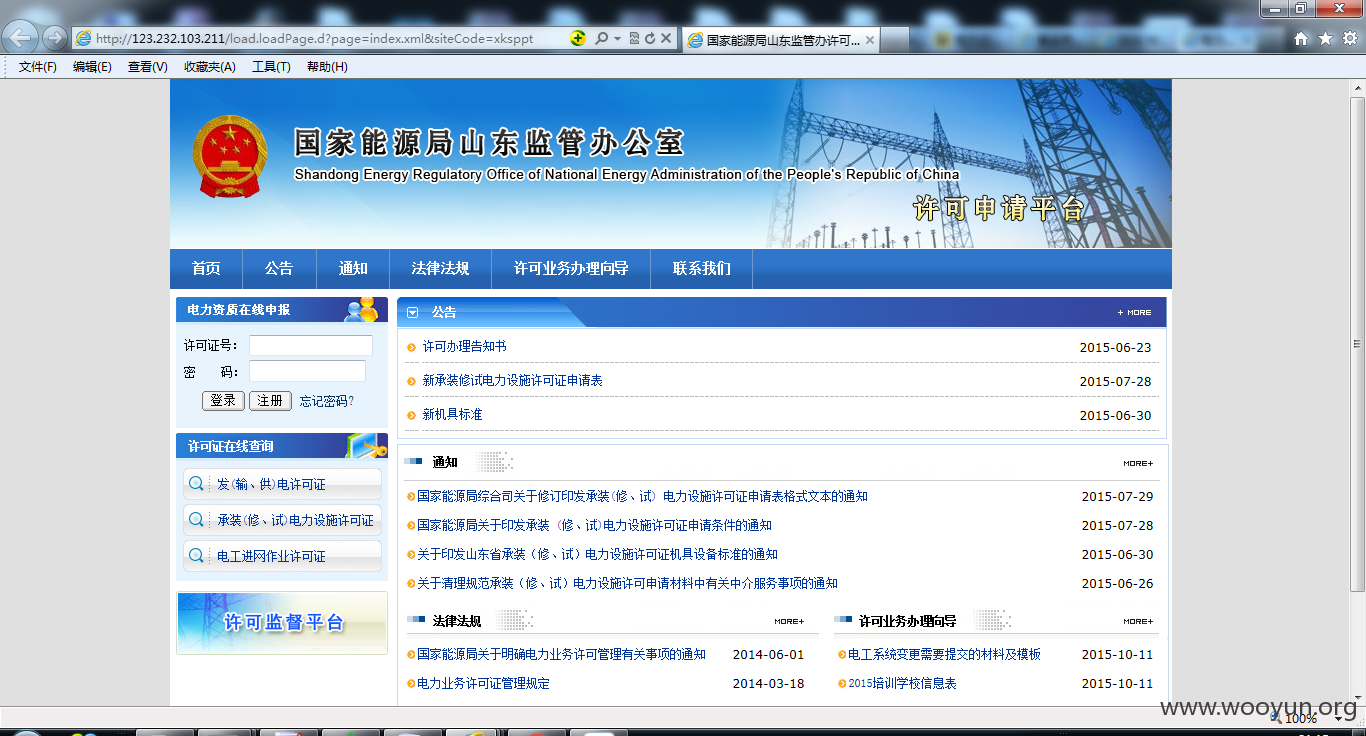 http://123.232.103.211/load.loadPage.d?page=index.xml&siteCode=xksppt
国家能源局山东监管办许可...
文件(F) 编辑(E) 查看(V) 收藏夹(A) 工具(T) 帮助(H)
国家能源局山东监管办公室
Shandong Energy Regulatory Office of National Energy Administration of the People's Republic of China
许可申请平台
首页 公告 通知 法律法规 许可业务办理向导 联系我们
电力资质在线申报
许可证号：
密 码：
登录 注册 忘记密码?
许可证在线查询
发(输、供)电许可证
承装(修、试)电力设施许可证
电工进网作业许可证
许可监督平台
公告 + MORE
许可办理告知书 2015-06-23
新承装修试电力设施许可证申请表 2015-07-28
新机具标准 2015-06-30
通知 MORE+
国家能源局综合司关于修订印发承装(修、试) 电力设施许可证申请表格式文本的通知 2015-07-29
国家能源局关于印发承装 (修、试)电力设施许可证申请条件的通知 2015-07-28
关于印发山东省承装（修、试）电力设施许可证机具设备标准的通知 2015-06-30
关于清理规范承装（修、试）电力设施许可申请材料中有关中介服务事项的通知 2015-06-26
法律法规 MORE+
国家能源局关于明确电力业务许可管理有关事项的通知 2014-06-01
电力业务许可证管理规定 2014-03-18
许可业务办理向导 MORE+
电工系统变更需要提交的材料及模板 2015-10-11
2015培训学校信息表 2015-10-11
www.wooyun.org
100%